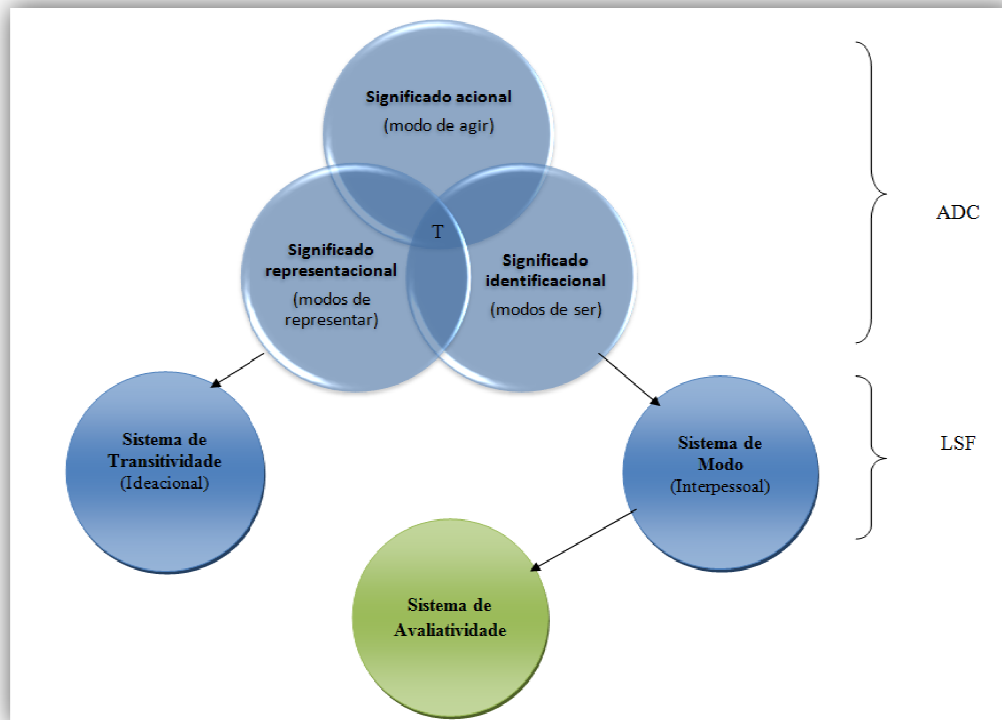 Significado acional
(modo de agir)
ADC
T
Significado
representacional
(modos de
representar)
Significado
identificacional
(modos de ser)
Sistema de
Transitividade
(Ideacional)
Sistema de
Modo
(Interpessoal)
LSF
Sistema de
Avaliatividade